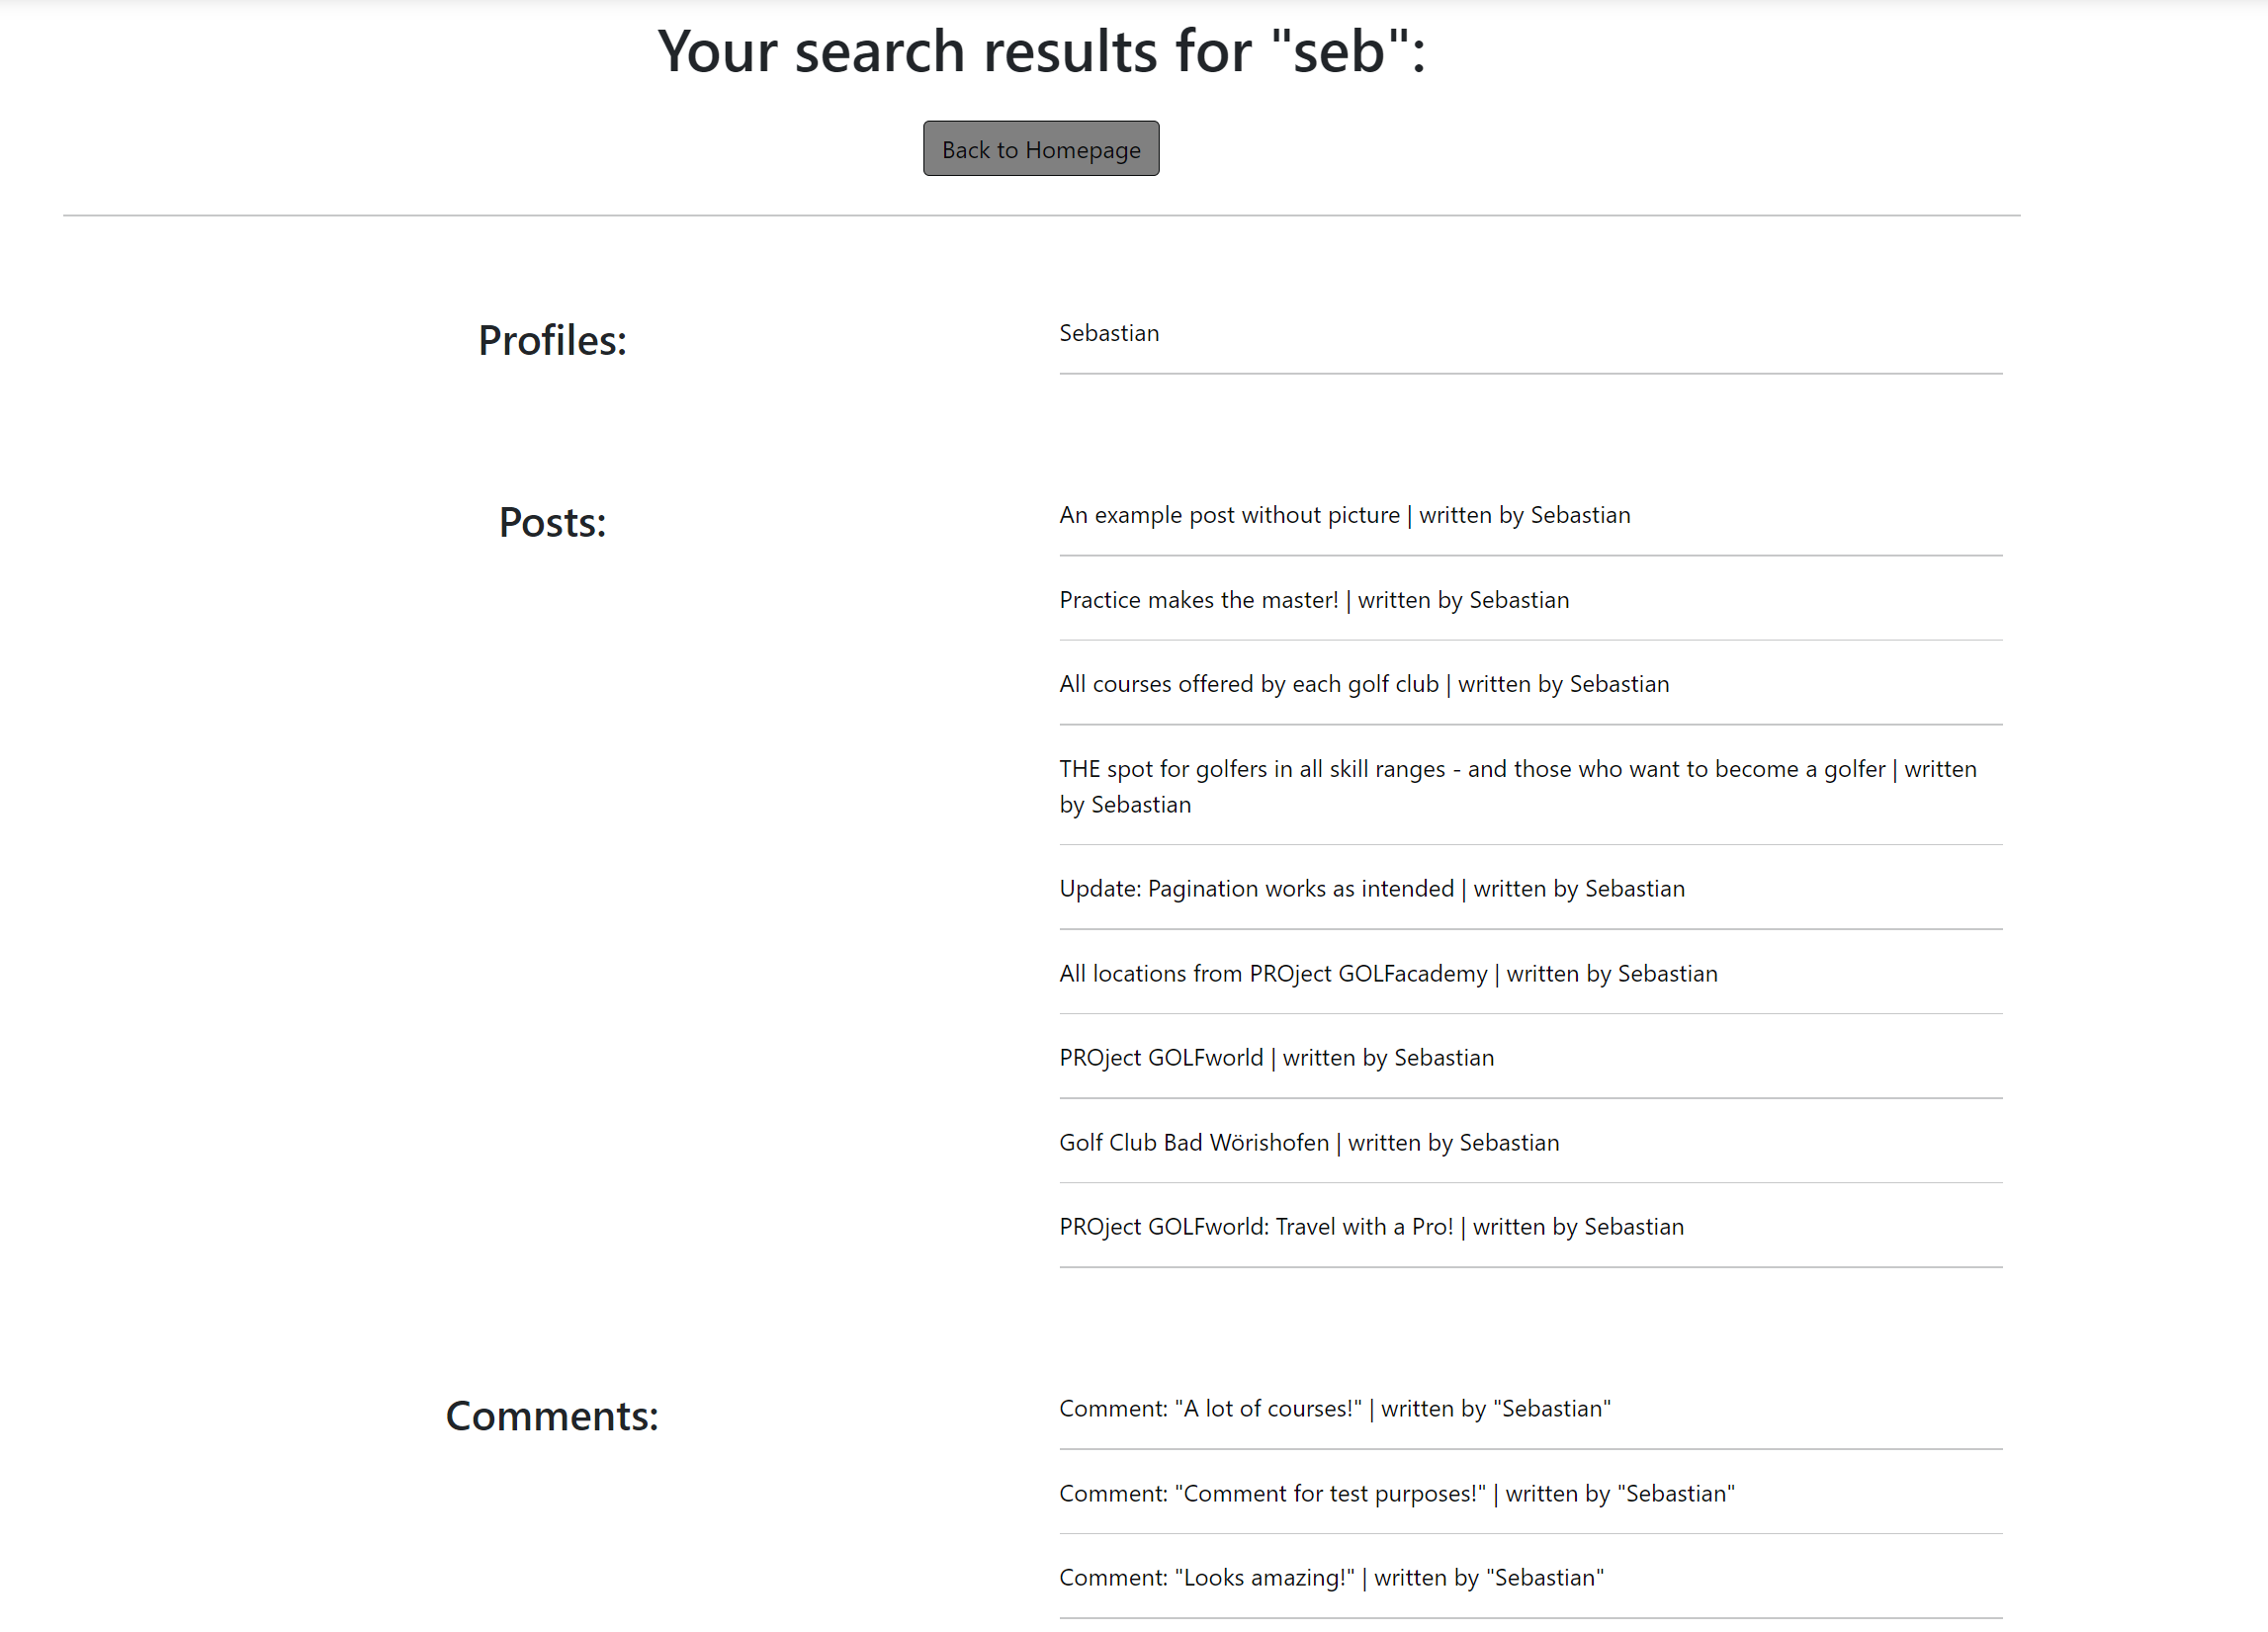 Your search results for "seb":
Back to Homepage
Profiles:
Sebastian
Posts:
An example post without picture | written by Sebastian
Practice makes the master! | written by Sebastian
All courses offered by each golf club | written by Sebastian
THE spot for golfers in all skill ranges - and those who want to become a golfer | written
by Sebastian
Update: Pagination works as intended | written by Sebastian
All locations from PROject GOLFacademy | written by Sebastian
PROject GOLFworld | written by Sebastian
Golf Club Bad Wörishofen | written by Sebastian
PROject GOLFworld: Travel with a Pro! | written by Sebastian
Comments:
Comment: "A lot of courses!" | written by "Sebastian"
Comment: "Comment for test purposes!" | written by "Sebastian"
Comment: "Looks amazing!" | written by "Sebastian"